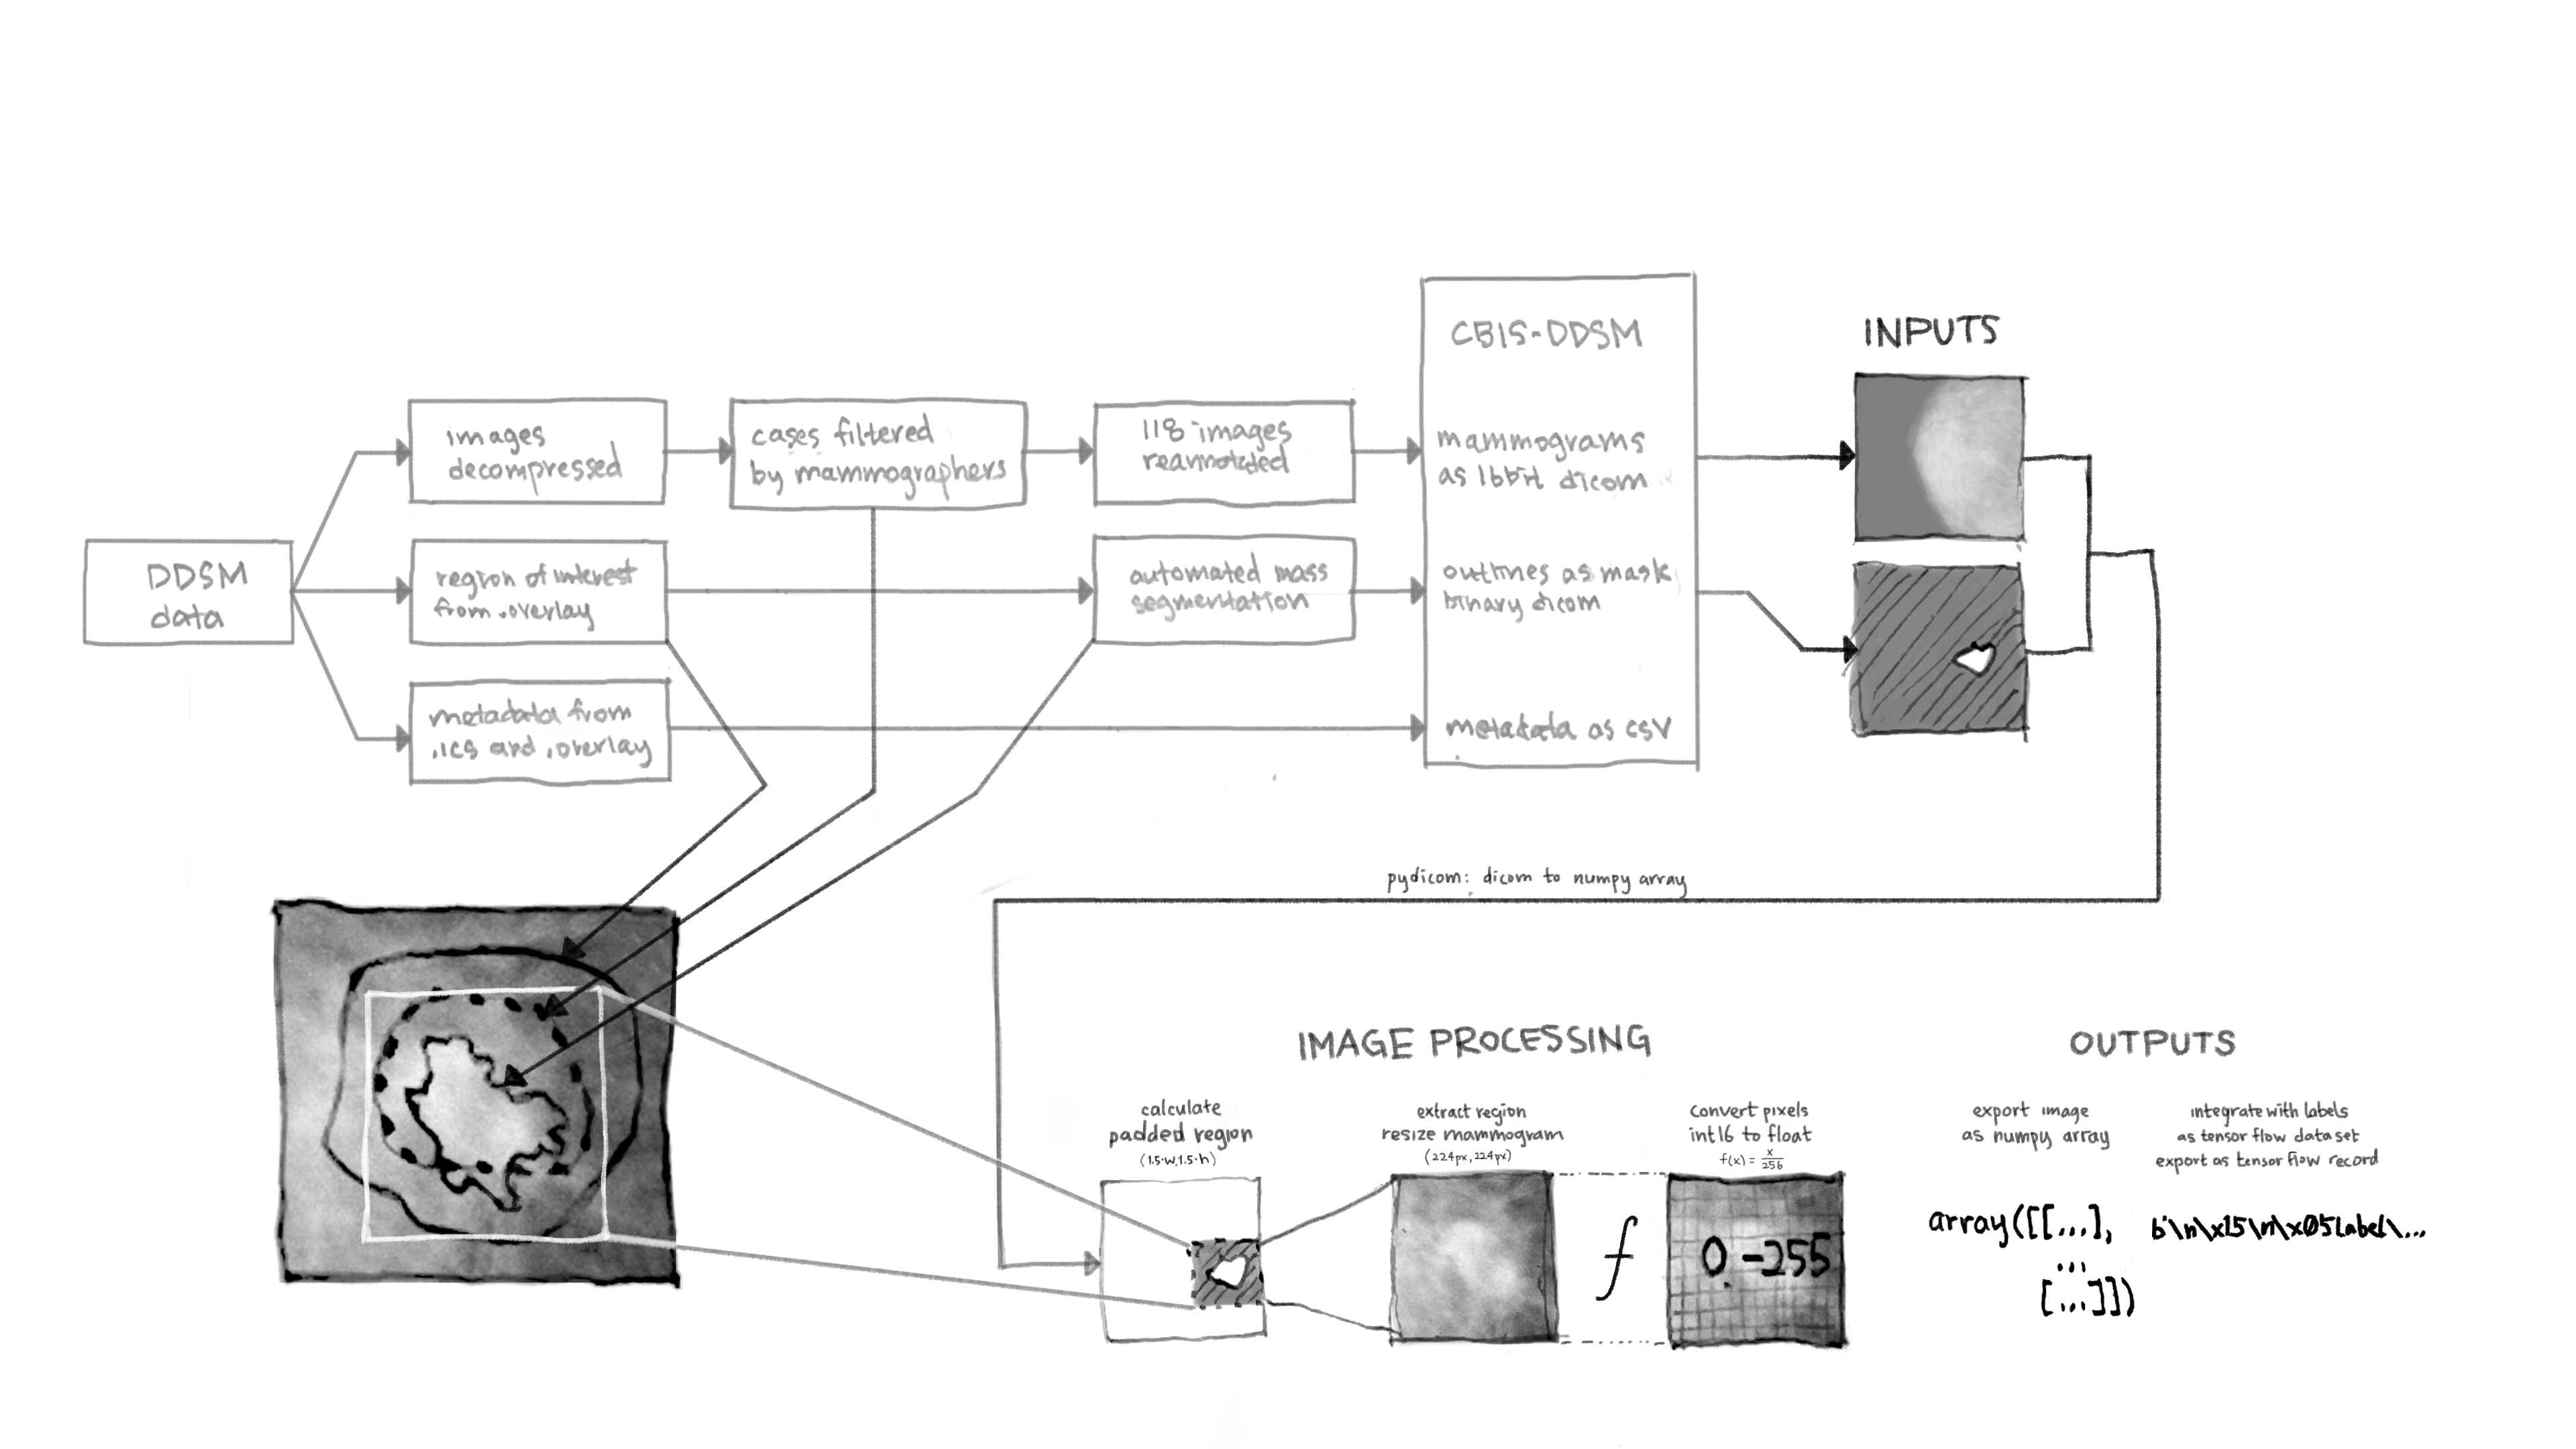 DDSM
data
images
decompressed
region of interest
from .overlay
metadata from
.ics and .overlay
cases filtered
by mammographers
118 images
reannotated
automated mass
segmentation
CBIS-DDSM
mammograms
as 16bit dicom
outlines as mask
binary dicom
metadata as csv
INPUTS
pydicom: dicom to numpy array
IMAGE PROCESSING
calculate
padded region
(1.5·w,1.5·h)
extract region
resize mammogram
(224px,224px)
convert pixels
int16 to float
f(x) = x/256
f
0-255
OUTPUTS
export image
as numpy array
array([[...],
...
[...]])
integrate with labels
as tensor flow dataset
export as tensor flow record
b'\n\x15\n\x05label\...